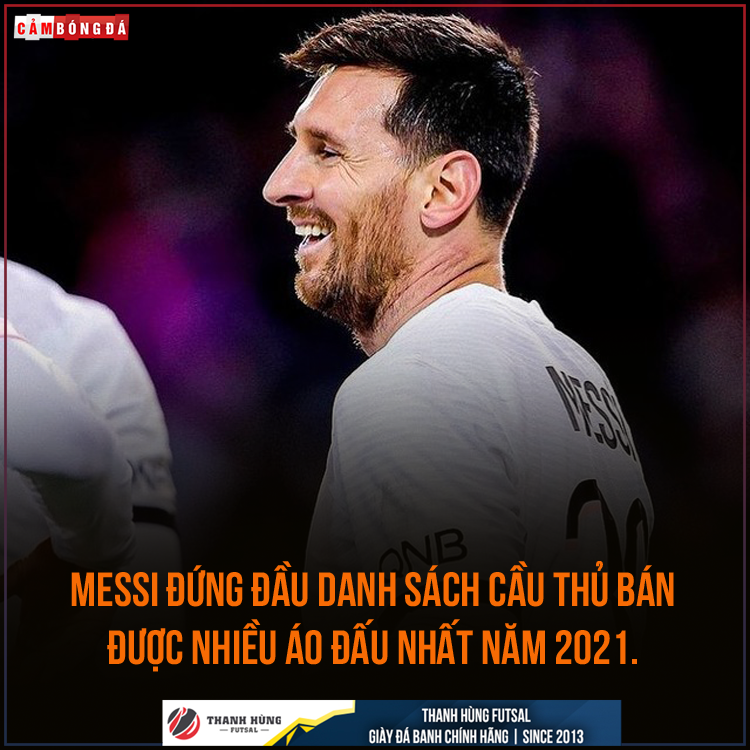 CẢMBÓNGĐÁ
MESSI
QNB
MESSI ĐỨNG ĐẦU DANH SÁCH CẦU THỦ BÁN
ĐƯỢC NHIỀU ÁO ĐẤU NHẤT NĂM 2021.
THANH HÙNG
FUTSAL
THANH HÙNG FUTSAL
GIÀY ĐÁ BANH CHÍNH HÃNG | SINCE 2013